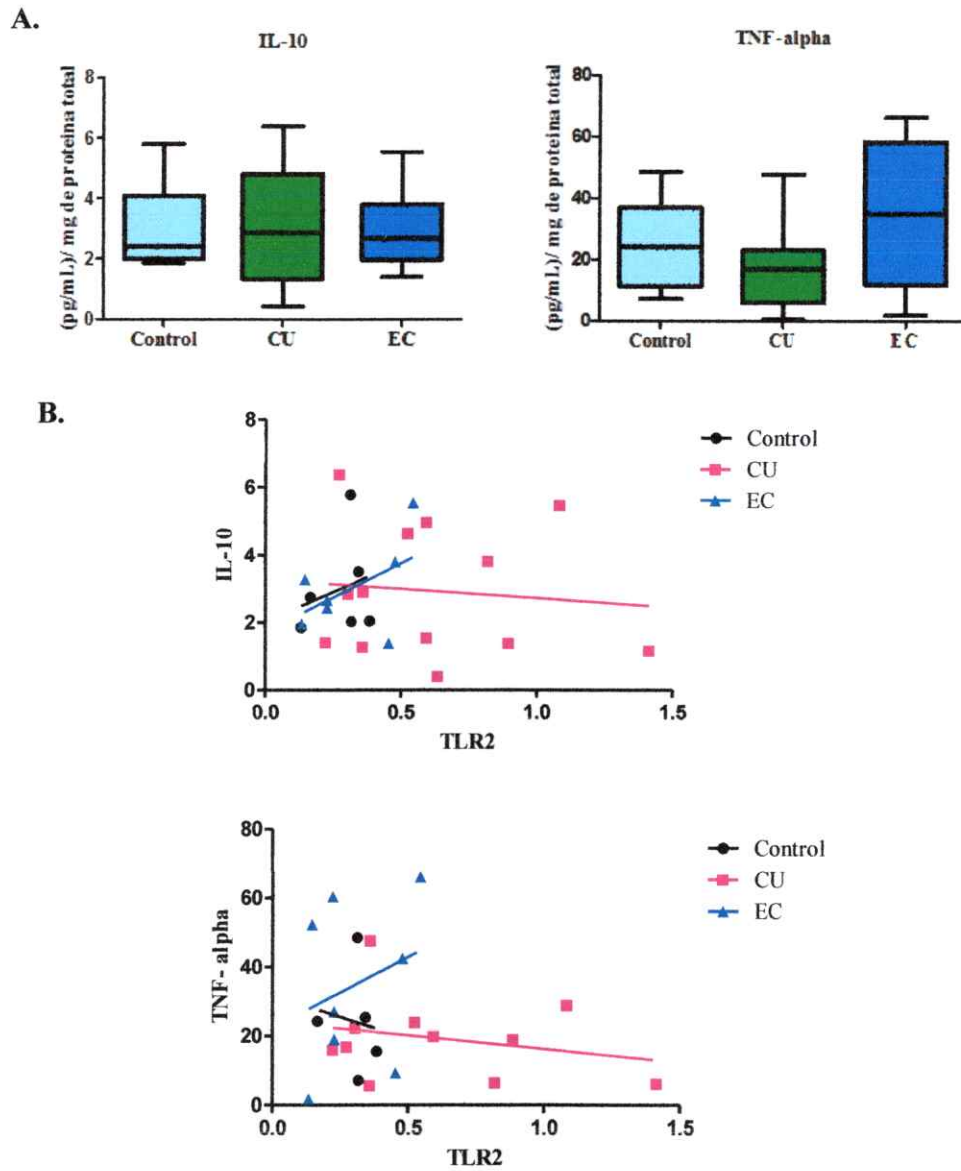 A.
IL-10
(pg/mL)/ mg de proteina total
8
6
4
2
0
Control
CU
EC
TNF-alpha
(pg/mL)/ mg de proteina total
80
60
40
20
0
Control
CU
EC
B.
IL-10
8
6
4
2
0
0.0
0.5
1.0
1.5
TLR2
Control
CU
EC
TNF- alpha
80
60
40
20
0
0.0
0.5
1.0
1.5
TLR2
Control
CU
EC